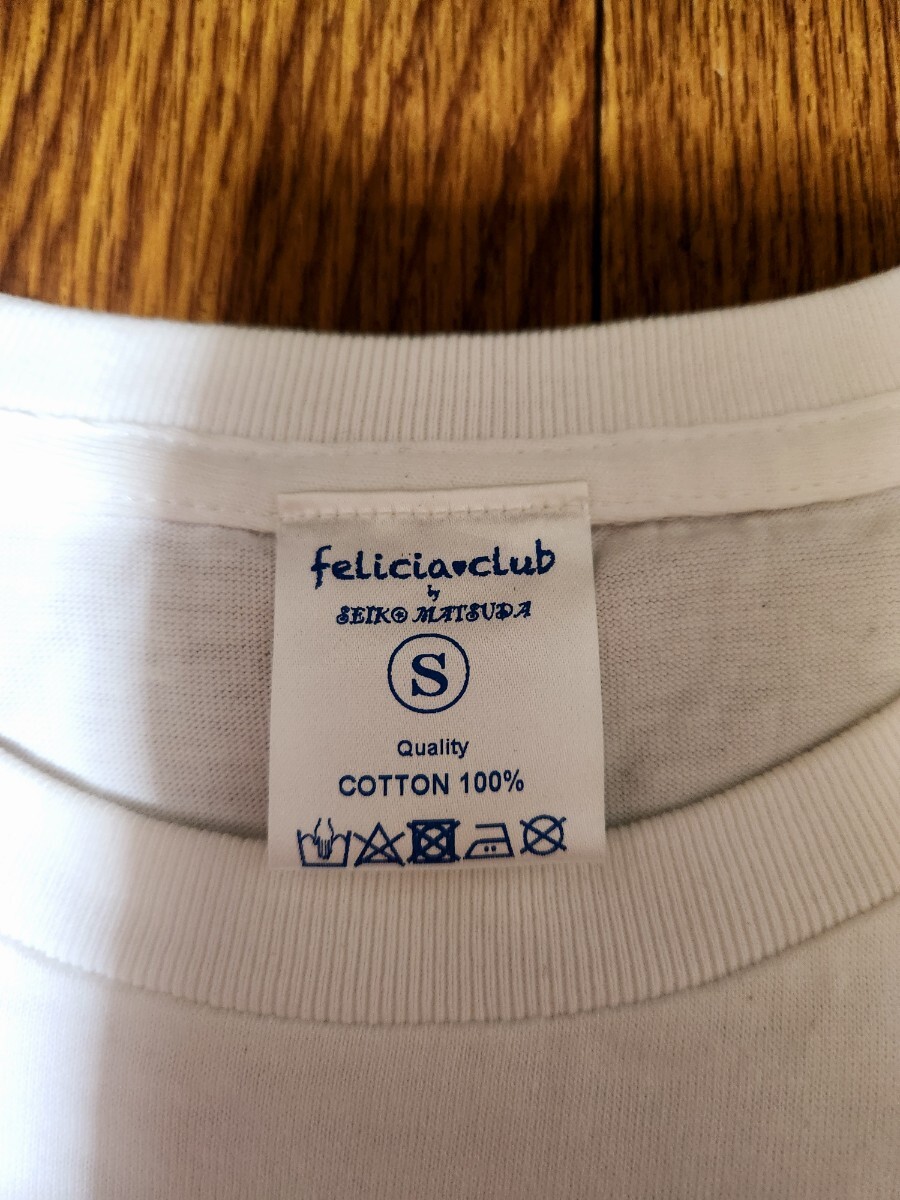 felicia♥club
by
SEIKO MATSUDA
S
Quality
COTTON 100%